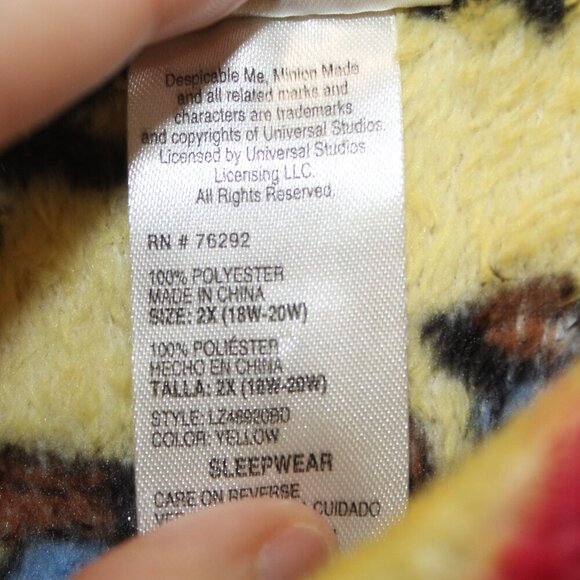 Despicable Me, Minion Made
and all related marks and
characters are trademarks
and copyrights of Universal Studios.
Licensed by Universal Studios
Licensing LLC.
All Rights Reserved.
RN # 76292
100% POLYESTER
MADE IN CHINA
SIZE: 2X (18W-20W)
100% POLIÉSTER
HECHO EN CHINA
TALLA: 2X (18W-20W)
STYLE: LZ46920BD
COLOR: YELLOW
SLEEPWEAR
CARE ON REVERSE
CUIDADO